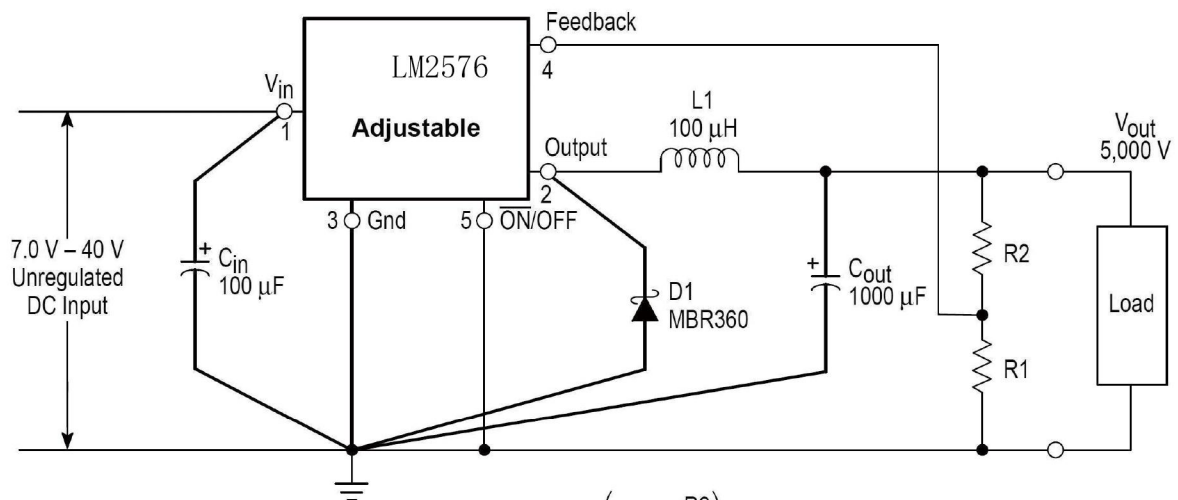 Feedback
4
LM2576
Adjustable
Vin
1
L1
100 μH
Output
2
Vout
5,000 V
3 Gnd
5 ON/OFF
7.0 V – 40 V
Unregulated
DC Input
+ Cin
100 μF
D1
MBR360
+ Cout
1000 μF
R2
R1
Load